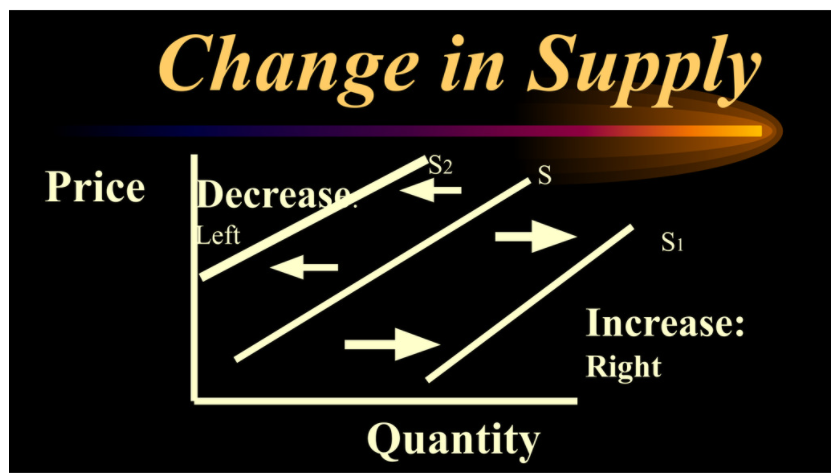 Change in Supply
Price
Decrease:
Left
S2
S
S1
Increase:
Right
Quantity